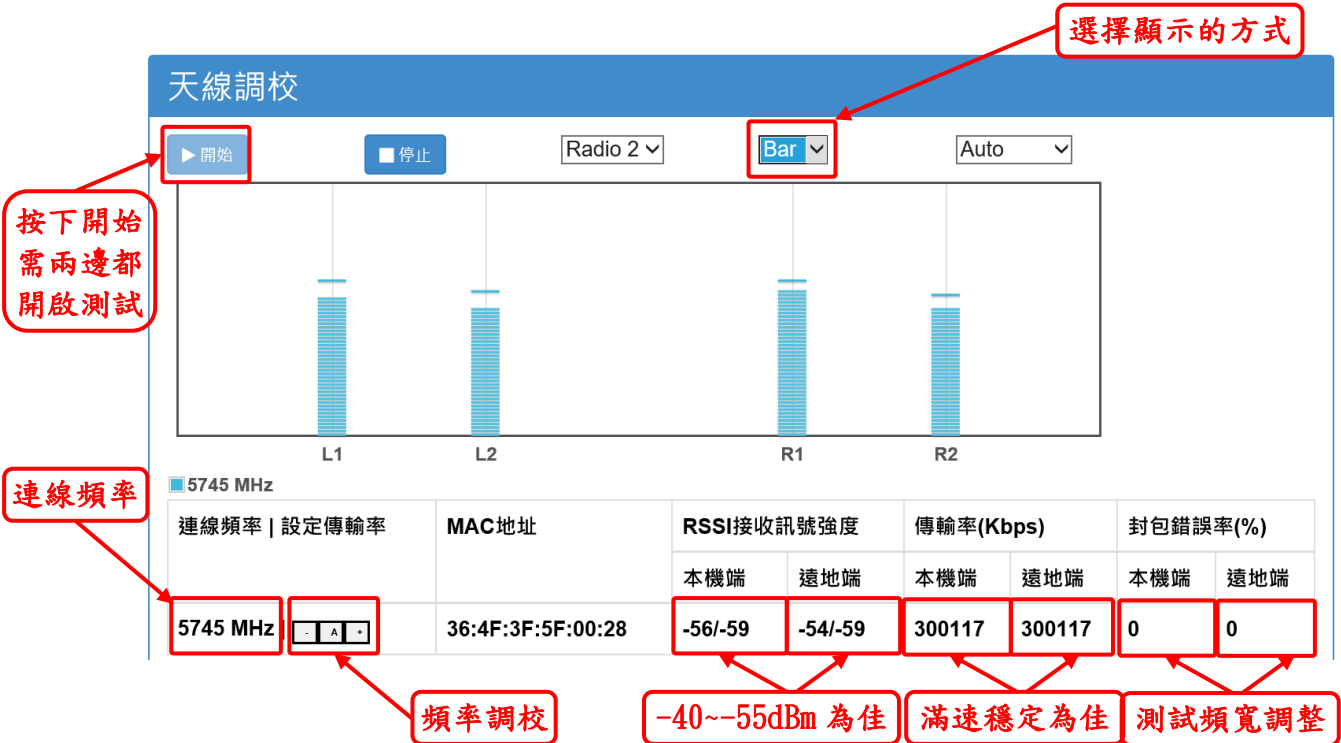 選擇顯示的方式
天線調校
開始
停止
Radio 2
Bar
Auto
按下開始
需兩邊都
開啟測試
L1 L2 R1 R2
5745 MHz
連線頻率
連線頻率 | 設定傳輸率 MAC地址 RSSI接收訊號強度 傳輸率(Kbps) 封包錯誤率(%)
本機端 遠地端 本機端 遠地端 本機端 遠地端
5745 MHz | - A + 36:4F:3F:5F:00:28 -56/-59 -54/-59 300117 300117 0 0
頻率調校
-40~-55dBm 為佳
滿速穩定為佳
測試頻寬調整